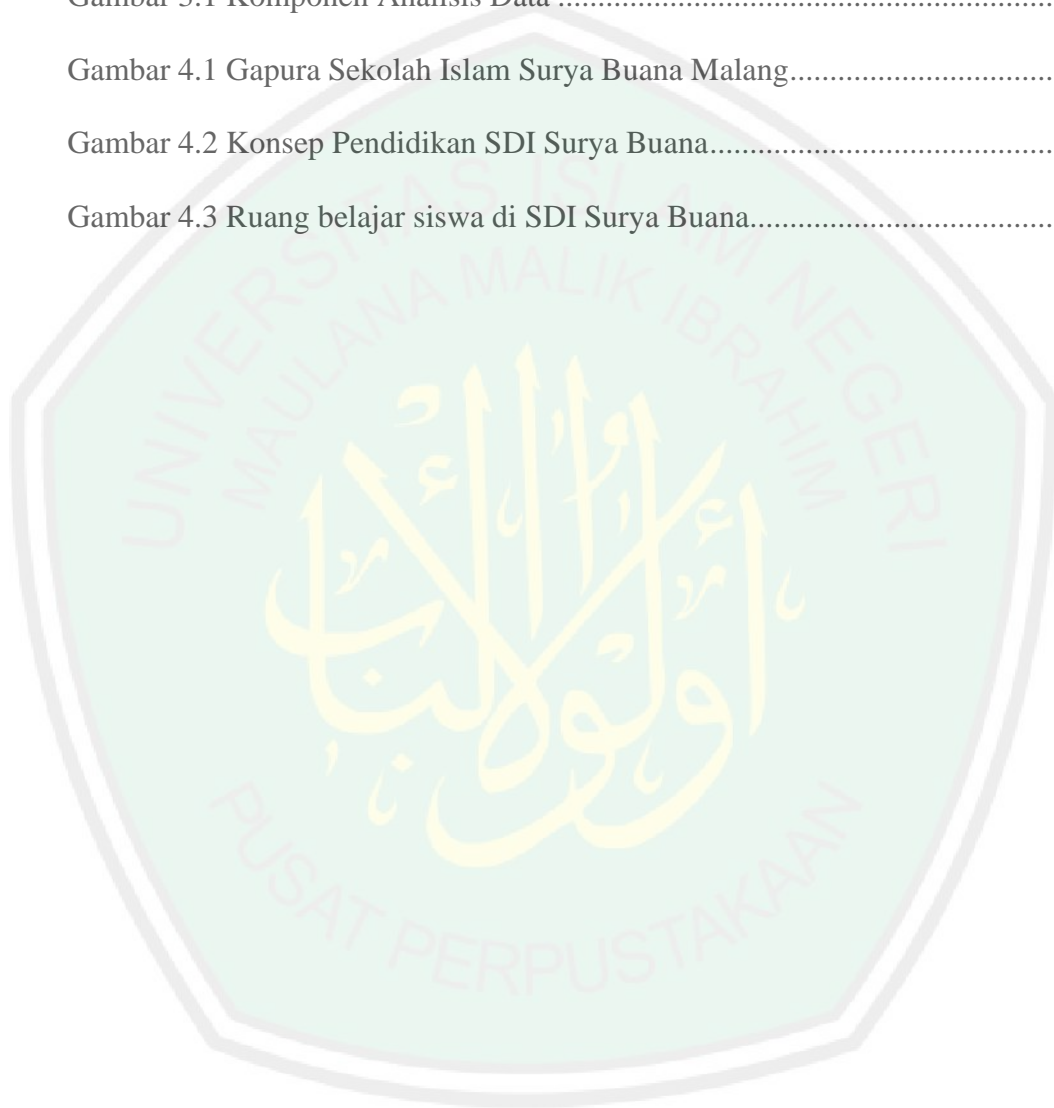 Gambar 3.1 Komponen Analisis Data ..............................................................
Gambar 4.1 Gapura Sekolah Islam Surya Buana Malang.................................
Gambar 4.2 Konsep Pendidikan SDI Surya Buana...........................................
Gambar 4.3 Ruang belajar siswa di SDI Surya Buana......................................
UNIVERSITAS ISLAM NEGERI
MAULANA MALIK IBRAHIM
أولوا الألباب
PUSAT PERPUSTAKAAN